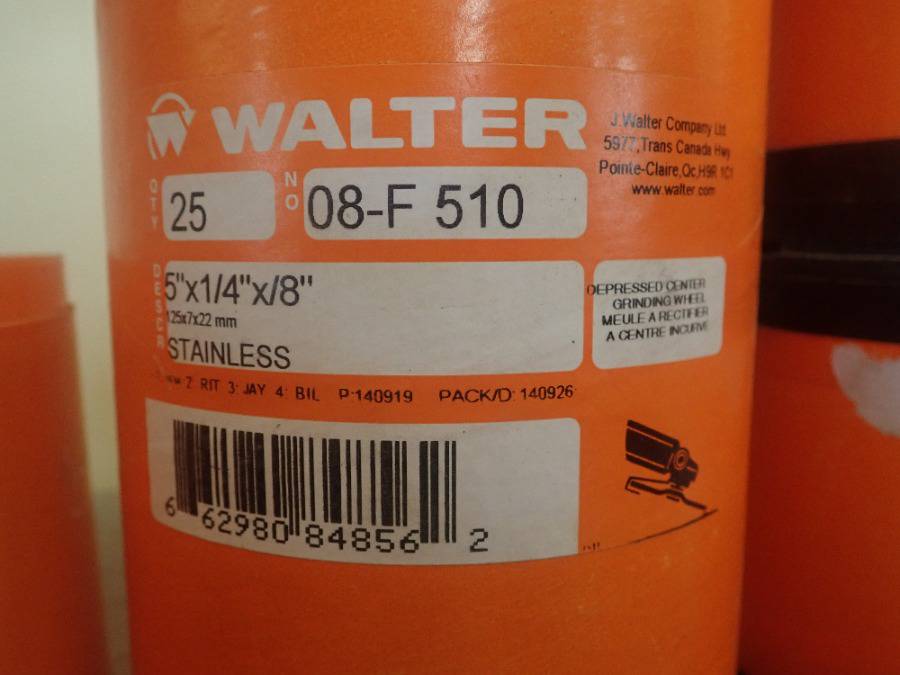 WALTER
J. Walter Company Ltd.
5977, Trans Canada Hwy
Pointe-Claire, Qc, H9R 1C1
www.walter.com
QTY 25
NO 08-F 510
DESCR 5"x1/4"x/8"
125x7x22 mm
STAINLESS
DEPRESSED CENTER
GRINDING WHEEL
MEULE A RECTIFIER
A CENTRE INCURVE
2: RIT 3: JAY 4: BIL P:140919 PACK/D: 140926
6 62980 84856 2